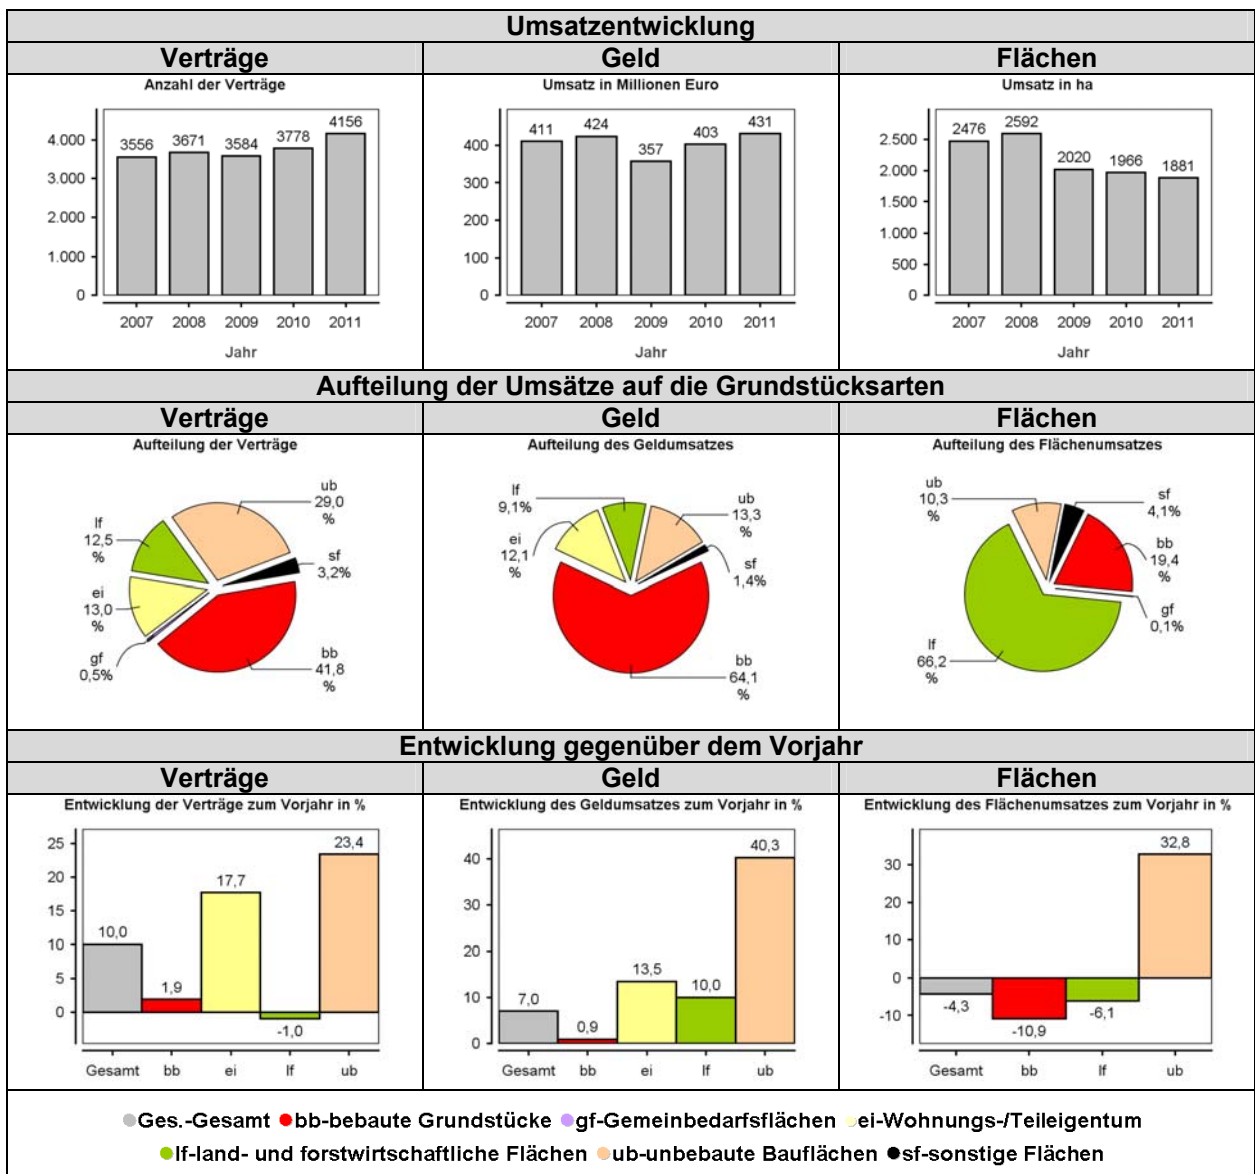 Umsatzentwicklung
Verträge Geld Flächen
Anzahl der Verträge
4.000
3.000
2.000
1.000
0
3556 3671 3584 3778 4156
2007 2008 2009 2010 2011
Jahr
Umsatz in Millionen Euro
400
300
200
100
0
411 424 357 403 431
2007 2008 2009 2010 2011
Jahr
Umsatz in ha
2.500
2.000
1.500
1.000
500
0
2476 2592 2020 1966 1881
2007 2008 2009 2010 2011
Jahr
Aufteilung der Umsätze auf die Grundstücksarten
Verträge Geld Flächen
Aufteilung der Verträge
ub
29,0
%
lf
12,5
%
sf
3,2%
ei
13,0
%
gf
0,5%
bb
41,8
%
Aufteilung des Geldumsatzes
lf
9,1%
ub
13,3
%
ei
12,1
%
sf
1,4%
bb
64,1
%
Aufteilung des Flächenumsatzes
ub
10,3
%
sf
4,1%
bb
19,4
%
gf
0,1%
lf
66,2
%
Entwicklung gegenüber dem Vorjahr
Verträge Geld Flächen
Entwicklung der Verträge zum Vorjahr in %
25
20
15
10
5
0
10,0 1,9 17,7 -1,0 23,4
Gesamt bb ei lf ub
Entwicklung des Geldumsatzes zum Vorjahr in %
40
30
20
10
0
7,0 0,9 13,5 10,0 40,3
Gesamt bb ei lf ub
Entwicklung des Flächenumsatzes zum Vorjahr in %
30
20
10
0
-10
-4,3 -10,9 -6,1 32,8
Gesamt bb lf ub
Ges.-Gesamt bb-bebaute Grundstücke gf-Gemeinbedarfsflächen ei-Wohnungs-/Teileigentum
lf-land- und forstwirtschaftliche Flächen ub-unbebaute Bauflächen sf-sonstige Flächen